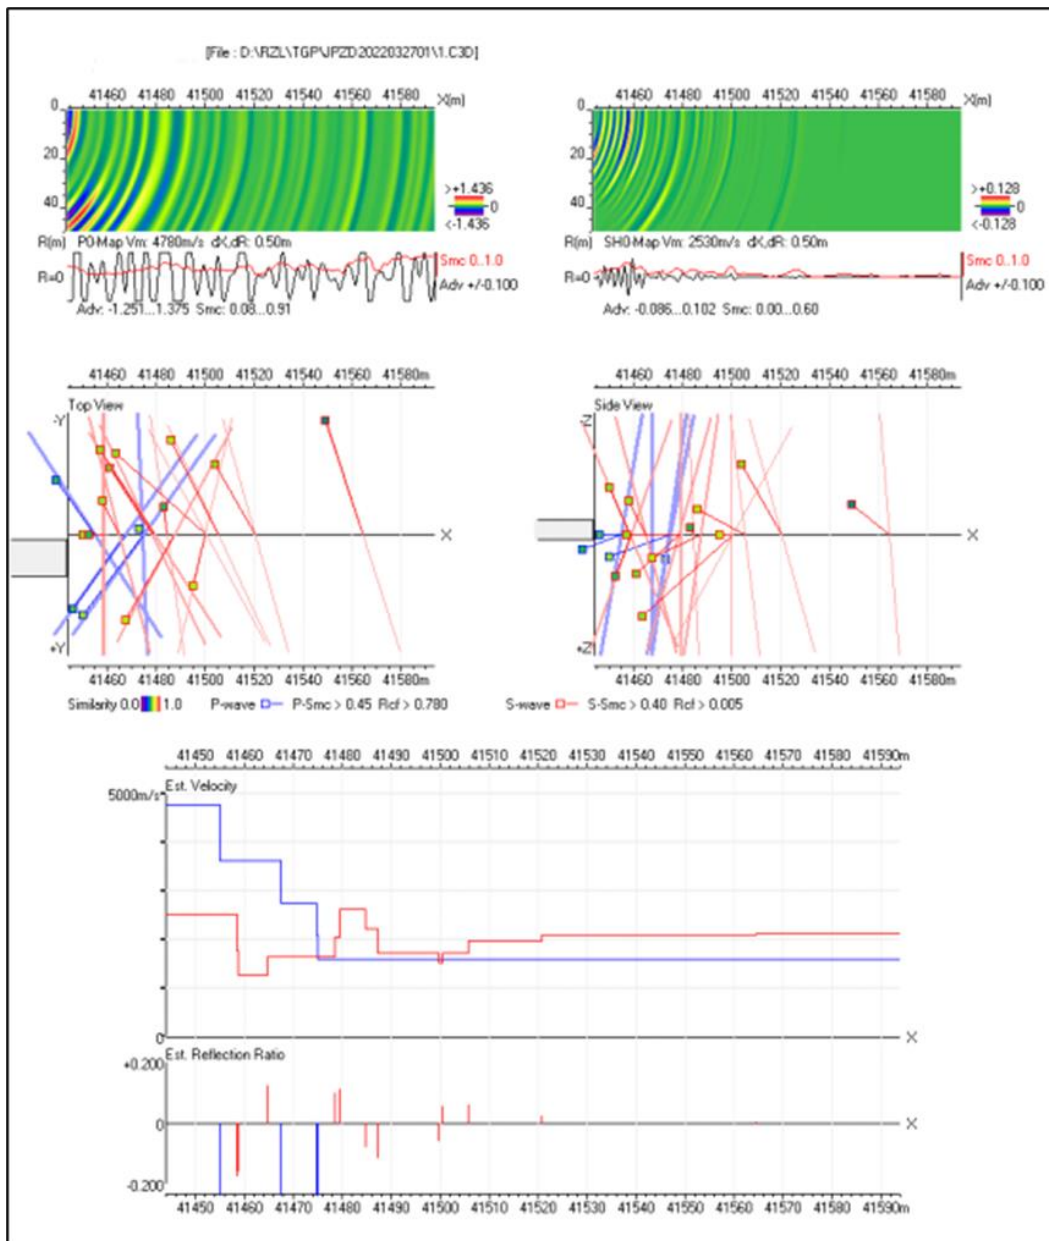 [File : D:\RZL\TGP\JPZD2022032701\1.C3D]
41460 41480 41500 41520 41540 41560 41580 X(m)
0
20
40
R(m)
>+1.436
0
<-1.436
P0-Map Vm: 4780m/s dX,dR: 0.50m
R=0
Smc 0..1.0
Adv +/-0.100
Adv: -1.251...1.375 Smc: 0.08...0.91
41460 41480 41500 41520 41540 41560 41580 X(m)
0
20
40
R(m)
>+0.128
0
<-0.128
SH0-Map Vm: 2530m/s dX,dR: 0.50m
R=0
Smc 0..1.0
Adv +/-0.100
Adv: -0.086...0.102 Smc: 0.00...0.60
41460 41480 41500 41520 41540 41560 41580m
Top View
-Y
X
+Y
41460 41480 41500 41520 41540 41560 41580m
41460 41480 41500 41520 41540 41560 41580m
Side View
-Z
X
+Z
41460 41480 41500 41520 41540 41560 41580m
Similarity 0.0 1.0 P-wave P-Smc > 0.45 Rcf > 0.780 S-wave S-Smc > 0.40 Rcf > 0.005
41450 41460 41470 41480 41490 41500 41510 41520 41530 41540 41550 41560 41570 41580 41590m
Est. Velocity
5000m/s
0
X
Est. Reflection Ratio
+0.200
0
X
-0.200
41450 41460 41470 41480 41490 41500 41510 41520 41530 41540 41550 41560 41570 41580 41590m